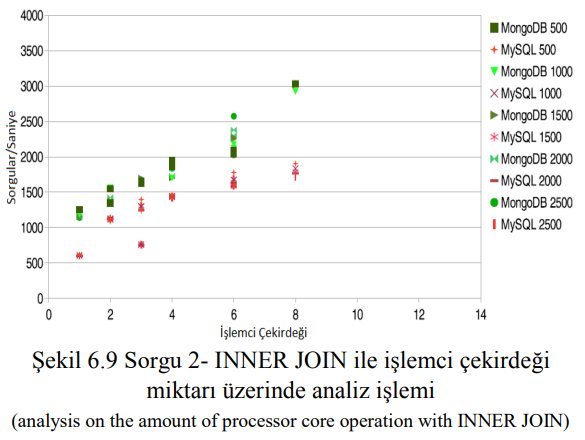 4000
3500
3000
2500
2000
1500
1000
500
0
Sorgular/Saniye
0 2 4 6 8 10 12 14
İşlemci Çekirdeği
MongoDB 500
MySQL 500
MongoDB 1000
MySQL 1000
MongoDB 1500
MySQL 1500
MongoDB 2000
MySQL 2000
MongoDB 2500
MySQL 2500
Şekil 6.9 Sorgu 2- INNER JOIN ile işlemci çekirdeği
miktarı üzerinde analiz işlemi
(analysis on the amount of processor core operation with INNER JOIN)